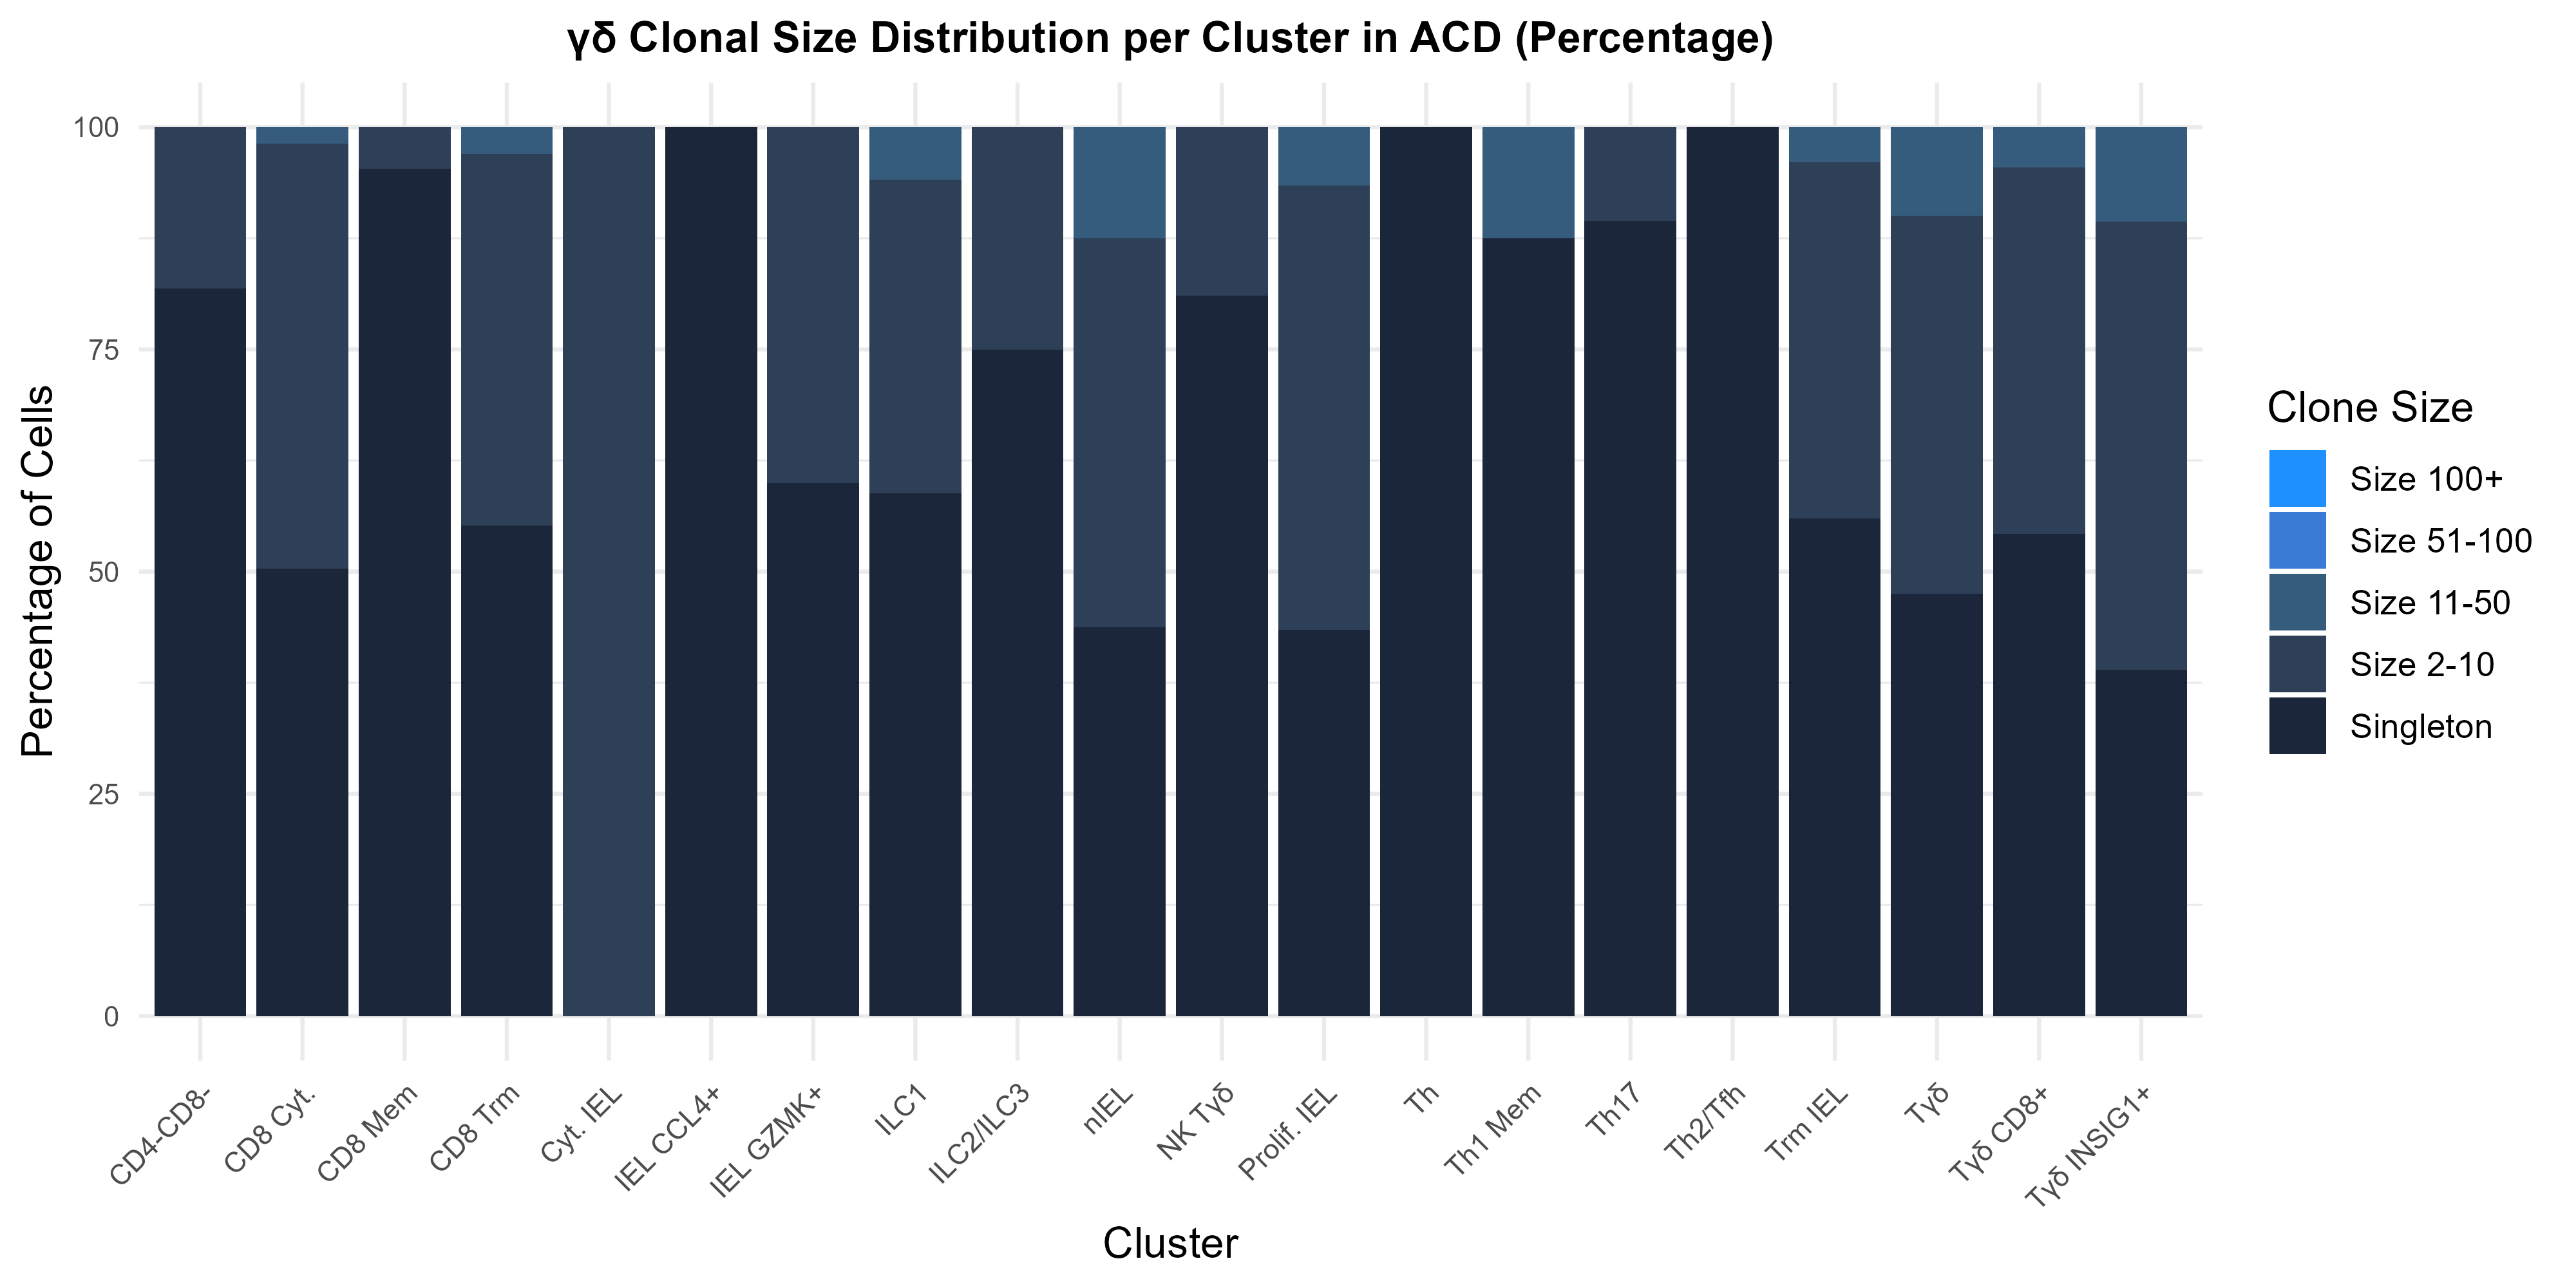 γδ Clonal Size Distribution per Cluster in ACD (Percentage)
Percentage of Cells
100
75
50
25
0
CD4-CD8-
CD8 Cyt.
CD8 Mem
CD8 Trm
Cyt. IEL
IEL CCL4+
IEL GZMK+
ILC1
ILC2/ILC3
nIEL
NK Tγδ
Prolif. IEL
Th
Th1 Mem
Th17
Th2/Tfh
Trm IEL
Tγδ
Tγδ CD8+
Tγδ INSIG1+
Cluster
Clone Size
Size 100+
Size 51-100
Size 11-50
Size 2-10
Singleton